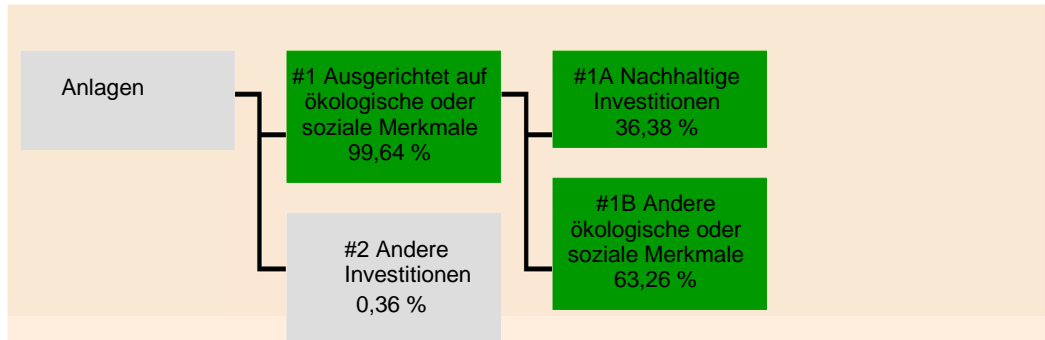 Anlagen
#1 Ausgerichtet auf
ökologische oder
soziale Merkmale
99,64 %
#2 Andere
Investitionen
0,36 %
#1A Nachhaltige
Investitionen
36,38 %
#1B Andere
ökologische oder
soziale Merkmale
63,26 %